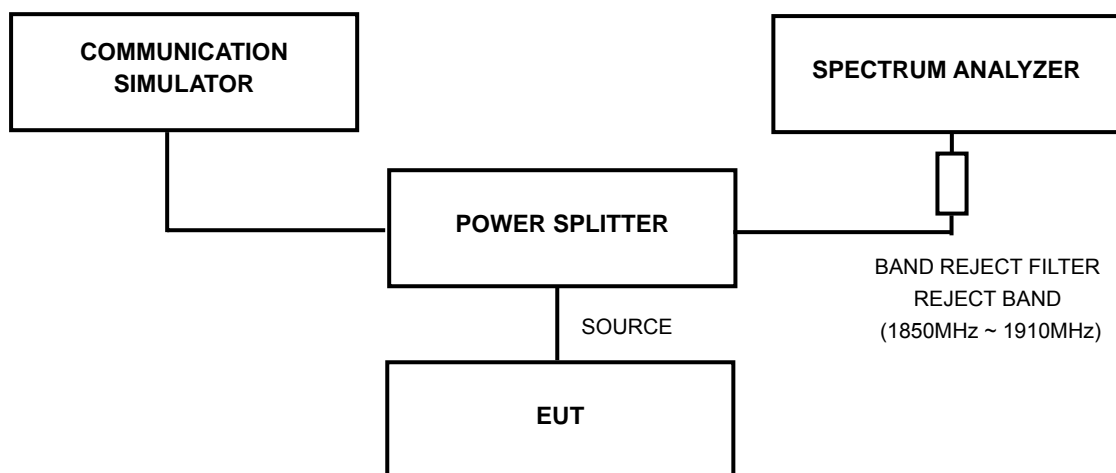 COMMUNICATION
SIMULATOR
SPECTRUM ANALYZER
POWER SPLITTER
BAND REJECT FILTER
REJECT BAND
(1850MHz ~ 1910MHz)
SOURCE
EUT